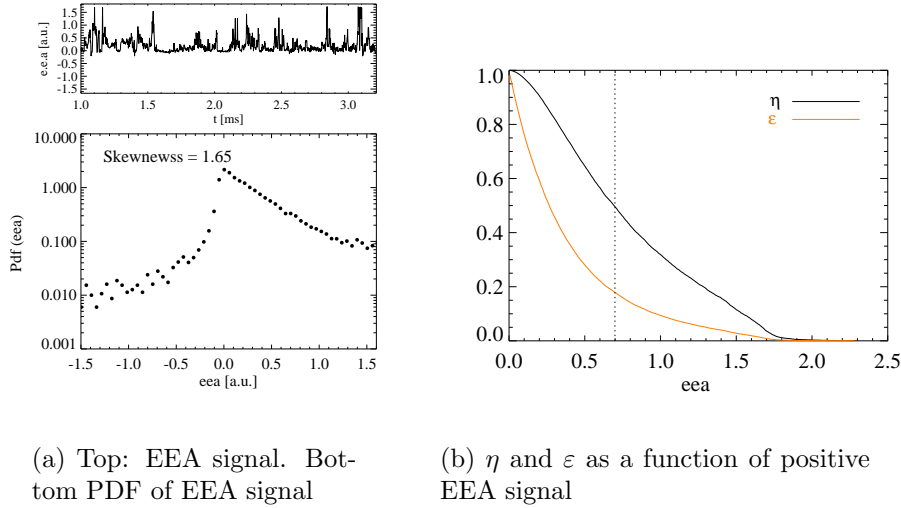 1.5
1.0
0.5
0.0
-0.5
-1.0
-1.5
e.e.a [a.u.]
1.0 1.5 2.0 2.5 3.0
t [ms]
10.000
1.000
0.100
0.010
0.001
Pdf (eea)
Skewnewss = 1.65
-1.5 -1.0 -0.5 0.0 0.5 1.0 1.5
eea [a.u.]
1.0
0.8
0.6
0.4
0.2
0.0
η
ε
0.0 0.5 1.0 1.5 2.0 2.5
eea
(a) Top: EEA signal. Bot-
tom PDF of EEA signal
(b) η and ε as a function of positive
EEA signal